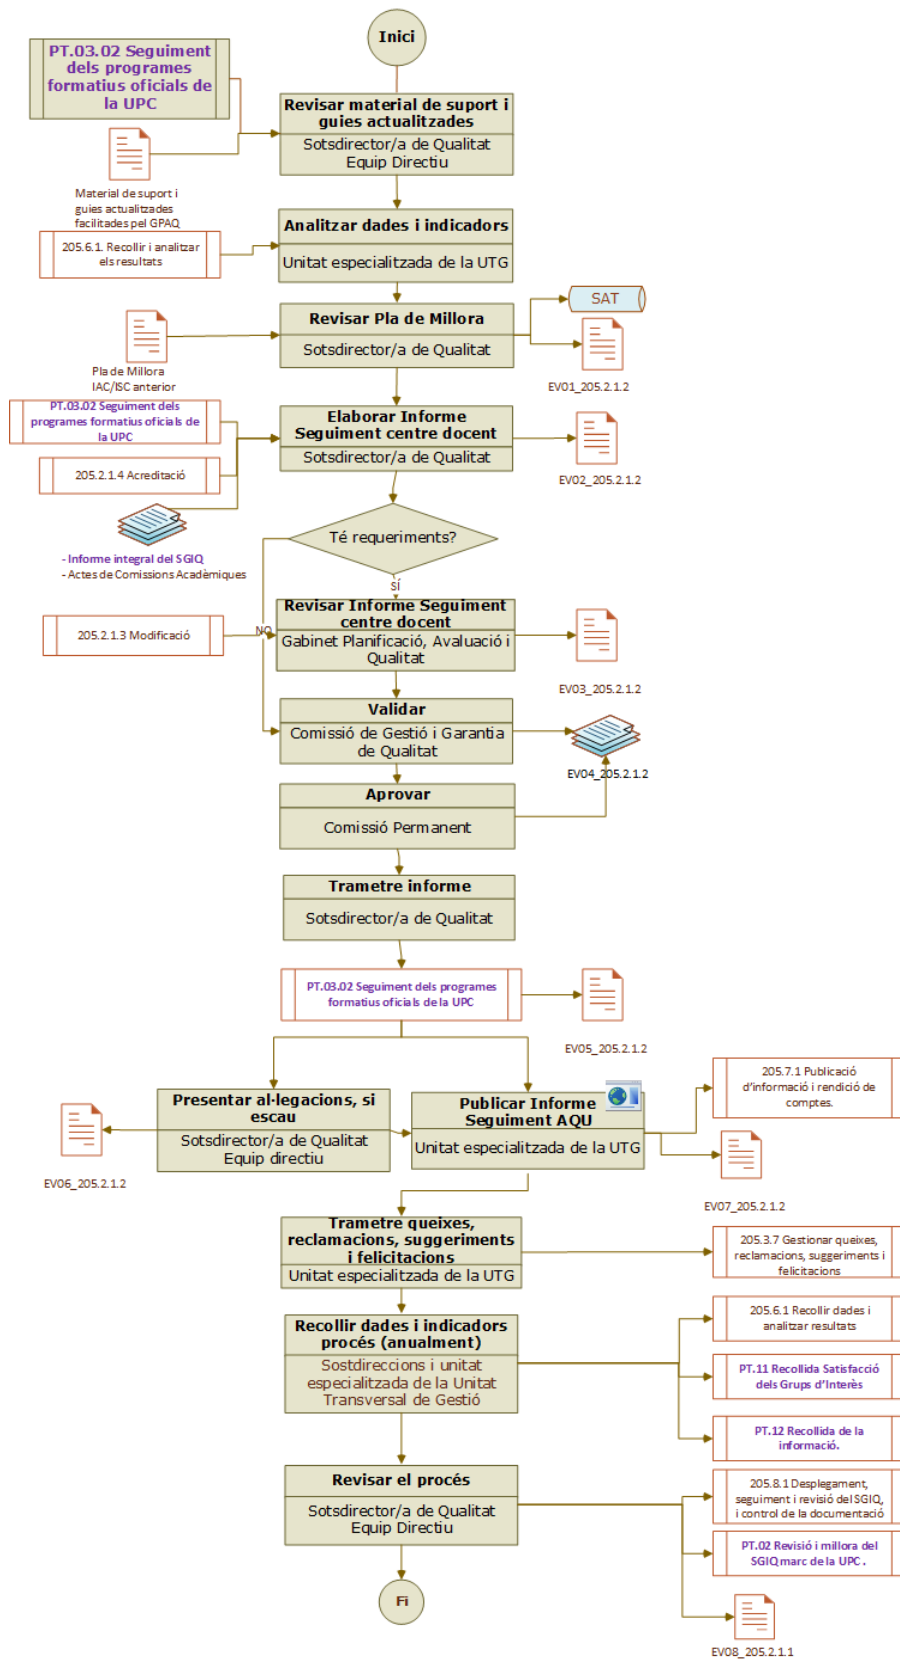 Inici
PT.03.02 Seguiment
dels programes
formatius oficials de
la UPC
Revisar material de suport i
guies actualitzades
Sotsdirector/a de Qualitat
Equip Directiu
Material de suport i
guies actualitzades
facilitades pel GPAQ
Analitzar dades i indicadors
Unitat especialitzada de la UTG
205.6.1. Recollir i analitzar
els resultats
Revisar Pla de Millora
Sotsdirector/a de Qualitat
SAT
EV01_205.2.1.2
Pla de Millora
IAC/ISC anterior
PT.03.02 Seguiment dels
programes formatius oficials de
la UPC
Elaborar Informe
Seguiment centre docent
Sotsdirector/a de Qualitat
205.2.1.4 Acreditació
EV02_205.2.1.2
- Informe integral del SGIQ
- Actes de Comissions Acadèmiques
Té requeriments?
SÍ
NO
205.2.1.3 Modificació
Revisar Informe Seguiment
centre docent
Gabinet Planificació, Avaluació i
Qualitat
EV03_205.2.1.2
Validar
Comissió de Gestió i Garantia
de Qualitat
EV04_205.2.1.2
Aprovar
Comissió Permanent
Trametre informe
Sotsdirector/a de Qualitat
PT.03.02 Seguiment dels programes
formatius oficials de la UPC
EV05_205.2.1.2
Presentar al·legacions, si
escau
Sotsdirector/a de Qualitat
Equip directiu
EV06_205.2.1.2
Publicar Informe
Seguiment AQU
Unitat especialitzada de la UTG
205.7.1 Publicació
d'informació i rendició de
comptes.
EV07_205.2.1.2
Trametre queixes,
reclamacions, suggeriments
i felicitacions
Unitat especialitzada de la UTG
205.3.7 Gestionar queixes,
reclamacions, suggeriments i
felicitacions
Recollir dades i indicadors
procés (anualment)
Sostdireccions i unitat
especialitzada de la Unitat
Transversal de Gestió
205.6.1 Recollir dades i
analitzar resultats
PT.11 Recollida Satisfacció
dels Grups d'Interès
PT.12 Recollida de la
informació.
Revisar el procés
Sotsdirector/a de Qualitat
Equip Directiu
205.8.1 Desplegament,
seguiment i revisió del SGIQ,
i control de la documentació
PT.02 Revisió i millora del
SGIQ marc de la UPC .
EV08_205.2.1.1
Fi